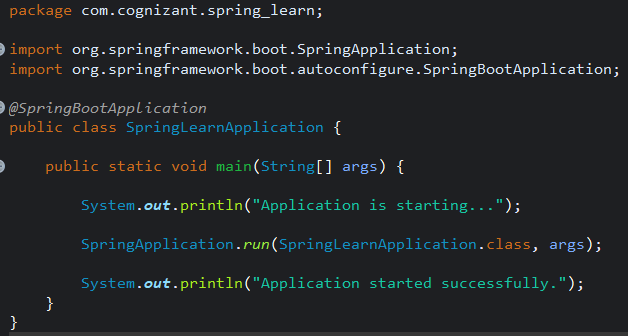 package com.cognizant.spring_learn;
import org.springframework.boot.SpringApplication;
import org.springframework.boot.autoconfigure.SpringBootApplication;
@SpringBootApplication
public class SpringLearnApplication {
public static void main(String[] args) {
System.out.println("Application is starting...");
SpringApplication.run(SpringLearnApplication.class, args);
System.out.println("Application started successfully.");
}
}